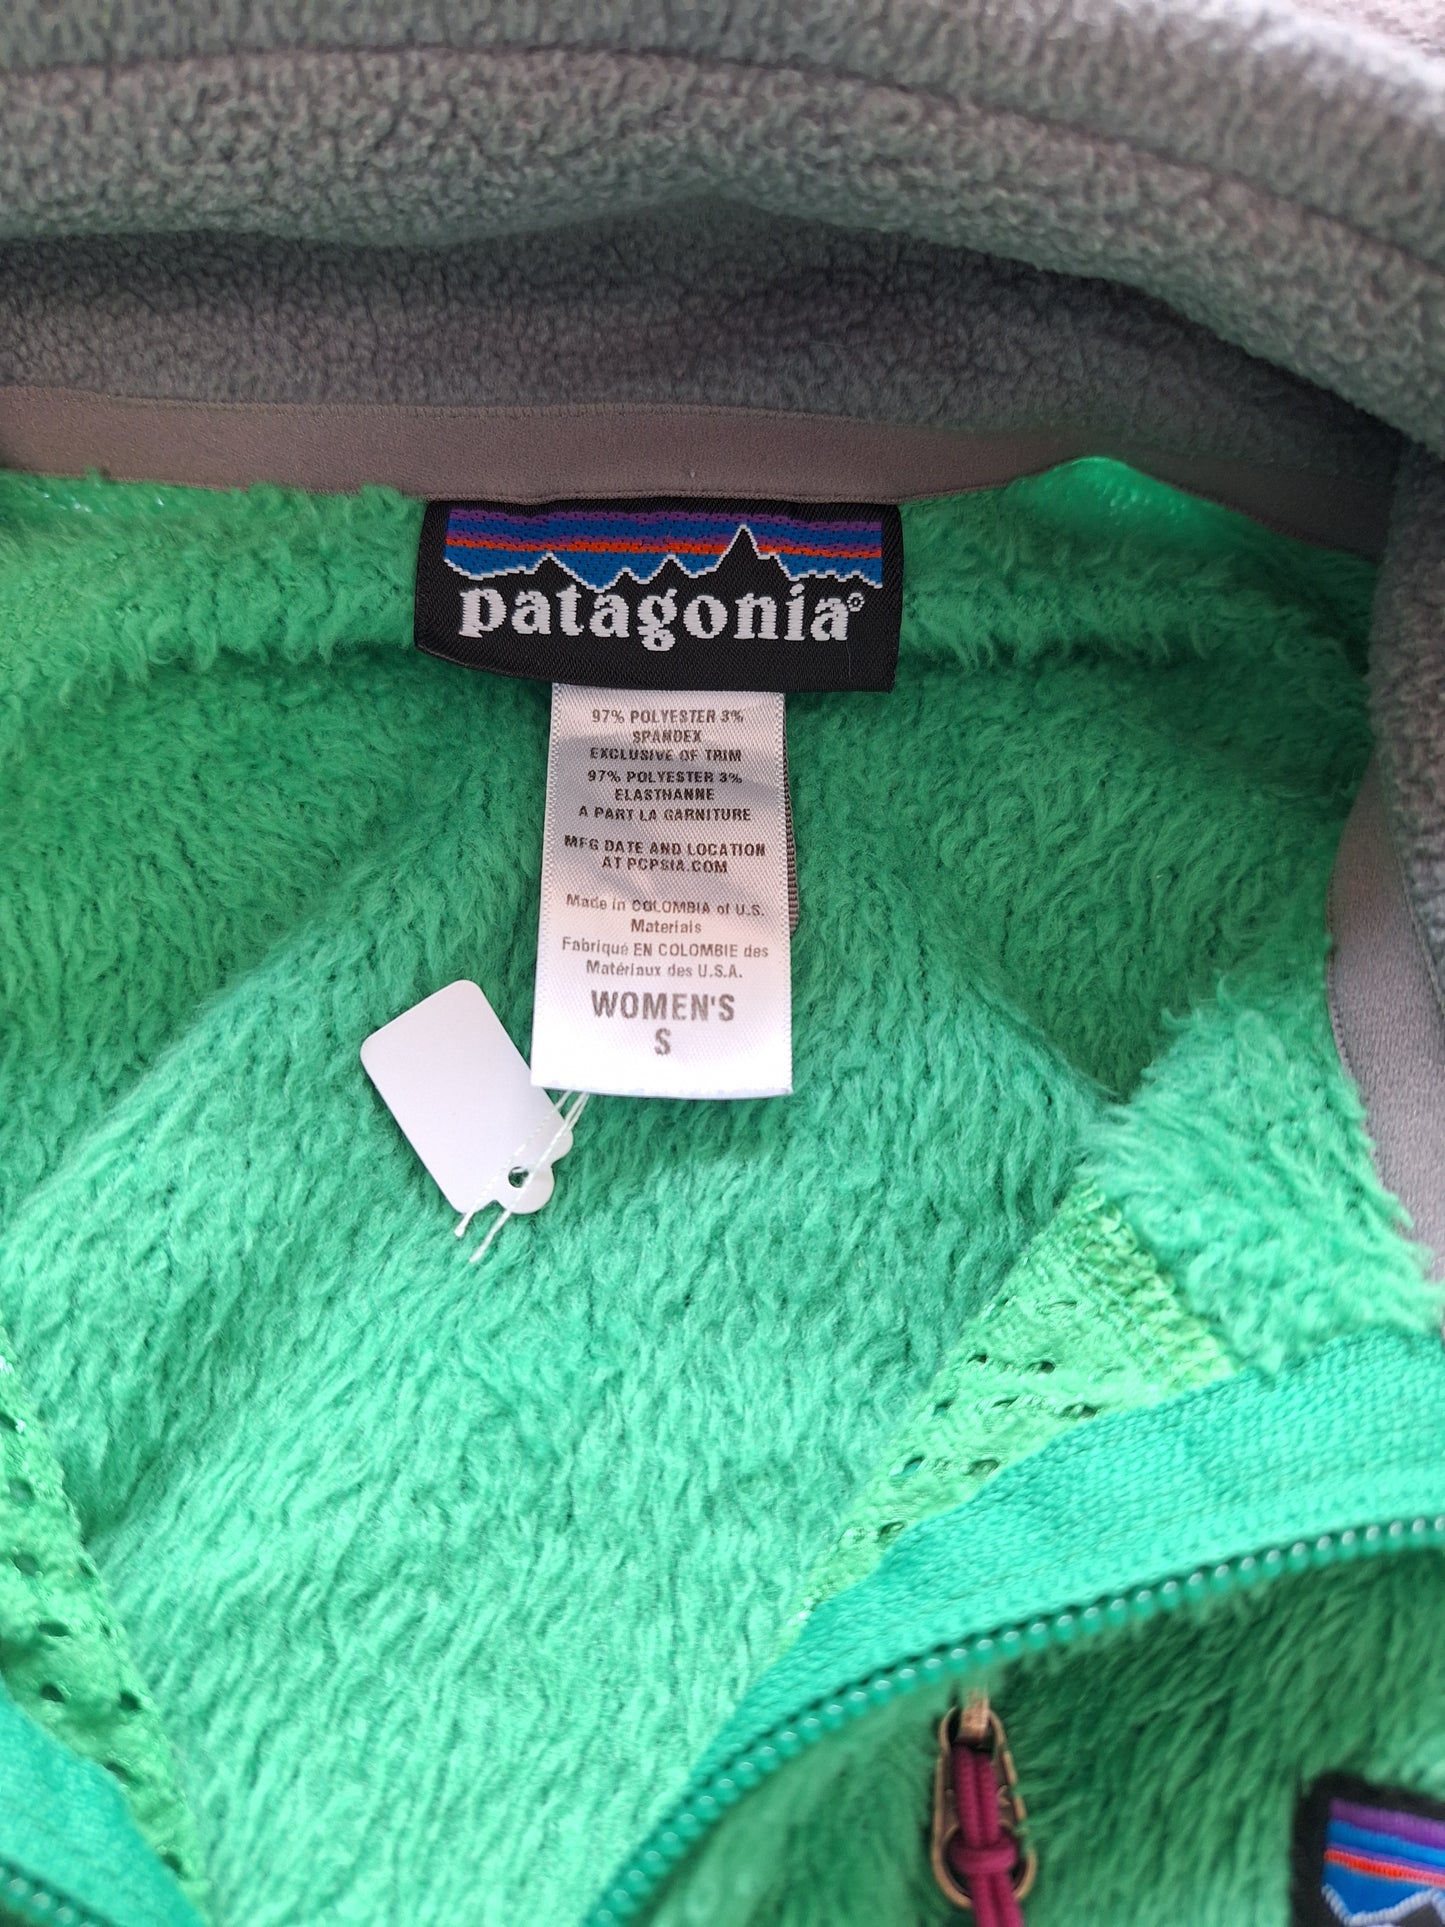 patagonia®
97% POLYESTER 3%
SPANDEX
EXCLUSIVE OF TRIM
97% POLYESTER 3%
ELASTHANNE
A PART LA GARNITURE
MFG DATE AND LOCATION
AT PCPSIA.COM
Made in COLOMBIA of U.S.
Materials
Fabriqué EN COLOMBIE des
Matériaux des U.S.A.
WOMEN'S
S